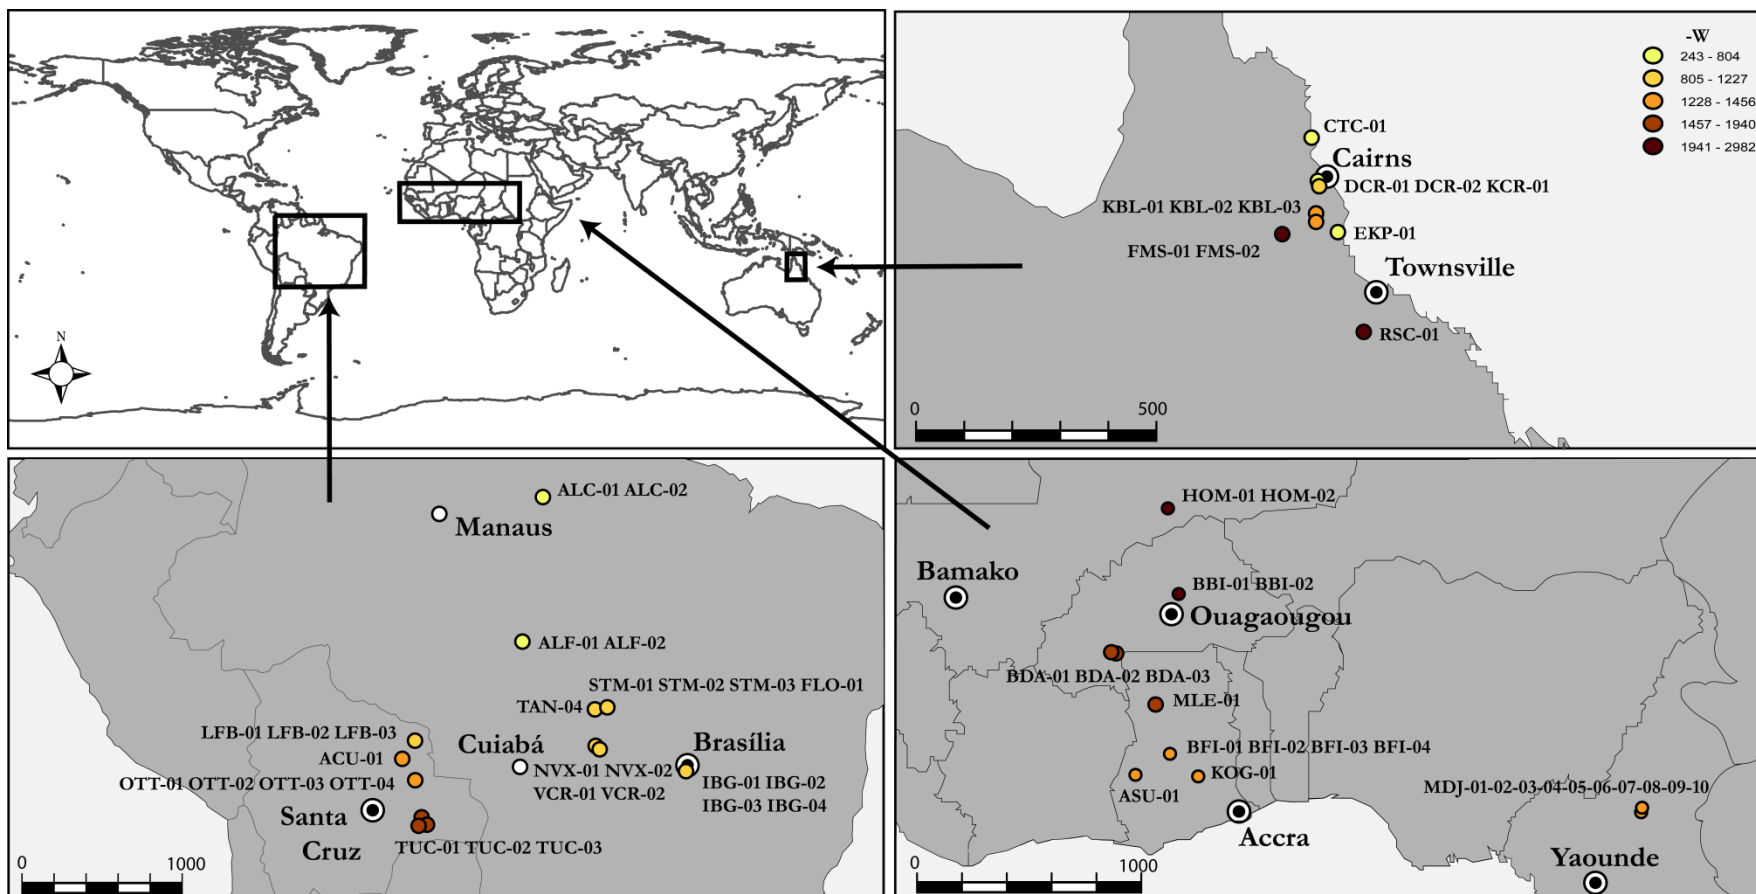 N
-W
243 - 804
805 - 1227
1228 - 1456
1457 - 1940
1941 - 2982
CTC-01
Cairns
DCR-01 DCR-02 KCR-01
KBL-01 KBL-02 KBL-03
EKP-01
FMS-01 FMS-02
Townsville
RSC-01
0 500
ALC-01 ALC-02
Manaus
ALF-01 ALF-02
STM-01 STM-02 STM-03 FLO-01
TAN-04
LFB-01 LFB-02 LFB-03
Cuiabá
Brasília
ACU-01
NVX-01 NVX-02
OTT-01 OTT-02 OTT-03 OTT-04
VCR-01 VCR-02
IBG-01 IBG-02
IBG-03 IBG-04
Santa
Cruz
TUC-01 TUC-02 TUC-03
0 1000
HOM-01 HOM-02
Bamako
BBI-01 BBI-02
Ouagaougou
BDA-01 BDA-02 BDA-03
MLE-01
BFI-01 BFI-02 BFI-03 BFI-04
KOG-01
ASU-01
MDJ-01-02-03-04-05-06-07-08-09-10
Accra
Yaounde
0 1000